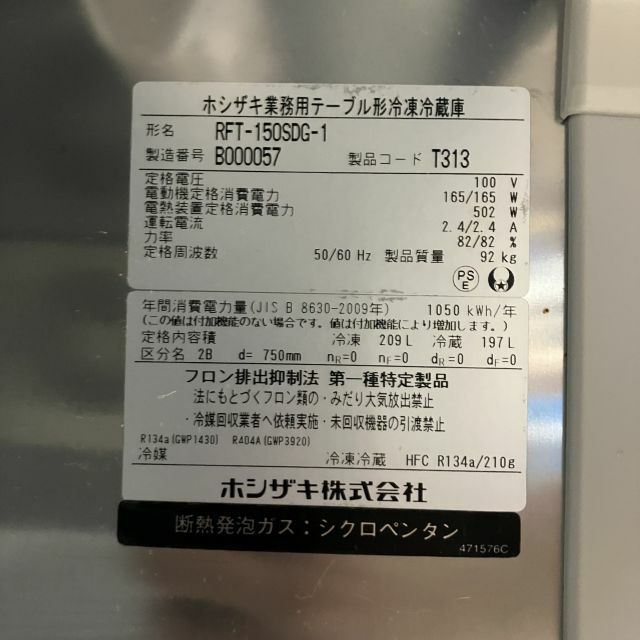 ホシザキ業務用テーブル形冷凍冷蔵庫
形名 RFT-150SDG-1
製造番号 B000057 製品コード T313
定格電圧 100 V
電動機定格消費電力 165/165 W
電熱装置定格消費電力 502 W
運転電流 2.4/2.4 A
力率 82/82 %
定格周波数 50/60 Hz 製品質量 92 kg
PSE
年間消費電力量(JIS B 8630-2009年) 1050 kWh/年
(この値は付加機能のない場合です。値は付加機能により増加します。)
定格内容積 冷凍 209L 冷蔵 197L
区分名 2B d= 750mm nR=0 nF=0 dR=0 dF=0
フロン排出抑制法 第一種特定製品
法にもとづくフロン類の・みだり大気放出禁止
・冷媒回収業者へ依頼実施・未回収機器の引渡禁止
R134a(GWP1430) R404A(GWP3920)
冷媒 冷凍冷蔵 HFC R134a/210g
ホシザキ株式会社
断熱発泡ガス：シクロペンタン
471576C